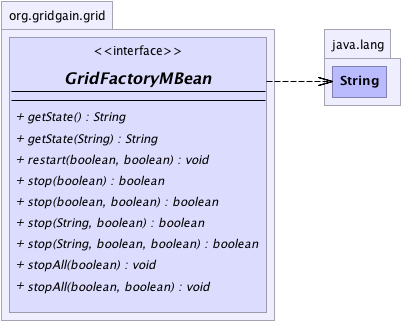 org.gridgain.grid
<<interface>>
GridFactoryMBean
+ getState() : String
+ getState(String) : String
+ restart(boolean, boolean) : void
+ stop(boolean) : boolean
+ stop(boolean, boolean) : boolean
+ stop(String, boolean) : boolean
+ stop(String, boolean, boolean) : boolean
+ stopAll(boolean) : void
+ stopAll(boolean, boolean) : void
java.lang
String